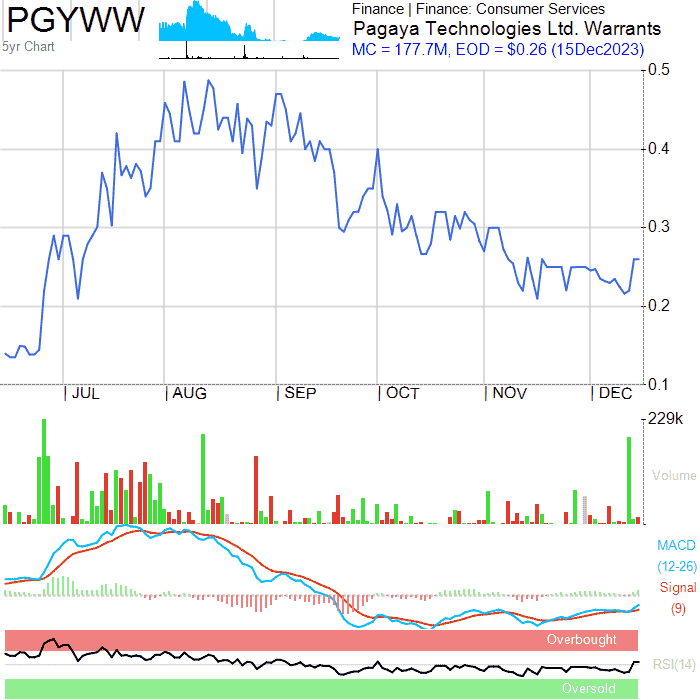 PGYWW
5yr Chart
Finance | Finance: Consumer Services
Pagaya Technologies Ltd. Warrants
MC = 177.7M, EOD = $0.26 (15Dec2023)
0.5
0.4
0.3
0.2
0.1
| JUL | AUG | SEP | OCT | NOV | DEC
229k
Volume
MACD
(12-26)
Signal
(9)
Overbought
RSI(14)
Oversold